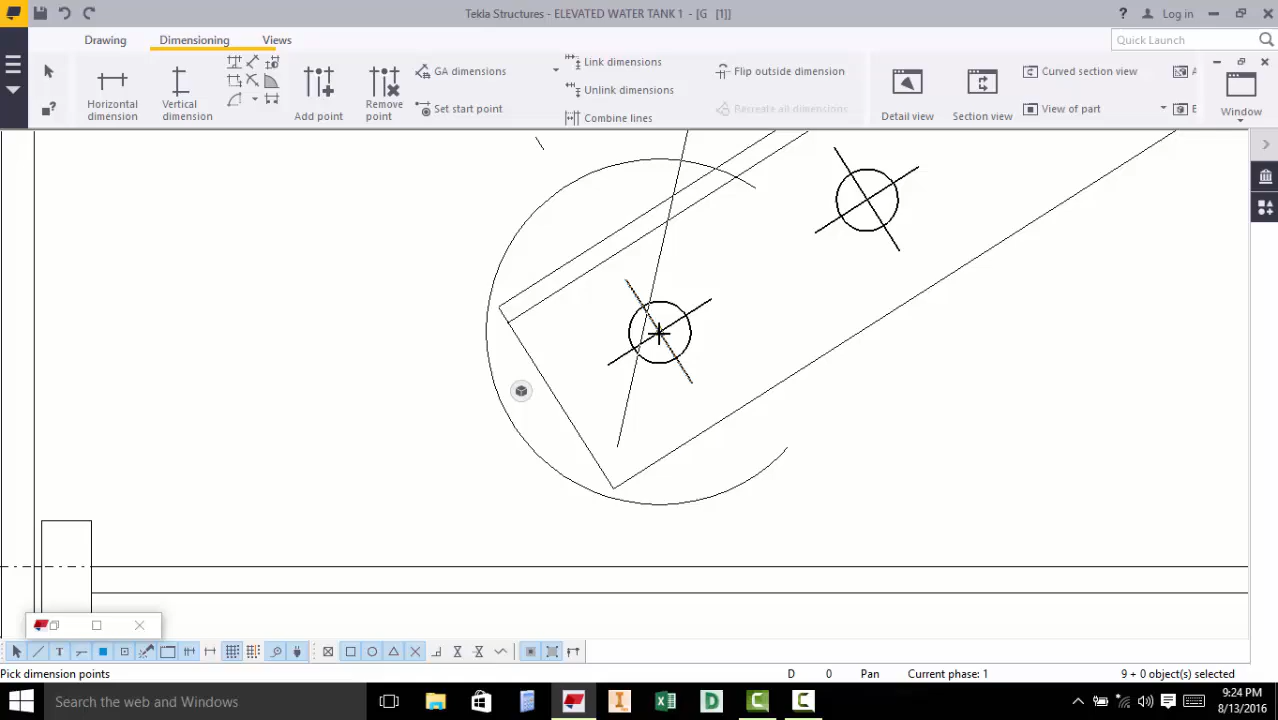 Tekla Structures - ELEVATED WATER TANK 1 - [G [1]]
? Log in
Drawing Dimensioning Views
Quick Launch
Horizontal dimension
Vertical dimension
Add point
Remove point
GA dimensions
Set start point
Link dimensions
Unlink dimensions
Combine lines
Flip outside dimension
Recreate all dimensions
Detail view
Section view
Curved section view
View of part
A
E
Window
Pick dimension points
D 0 Pan Current phase: 1 9 + 0 object(s) selected
Search the web and Windows
9:24 PM
8/13/2016